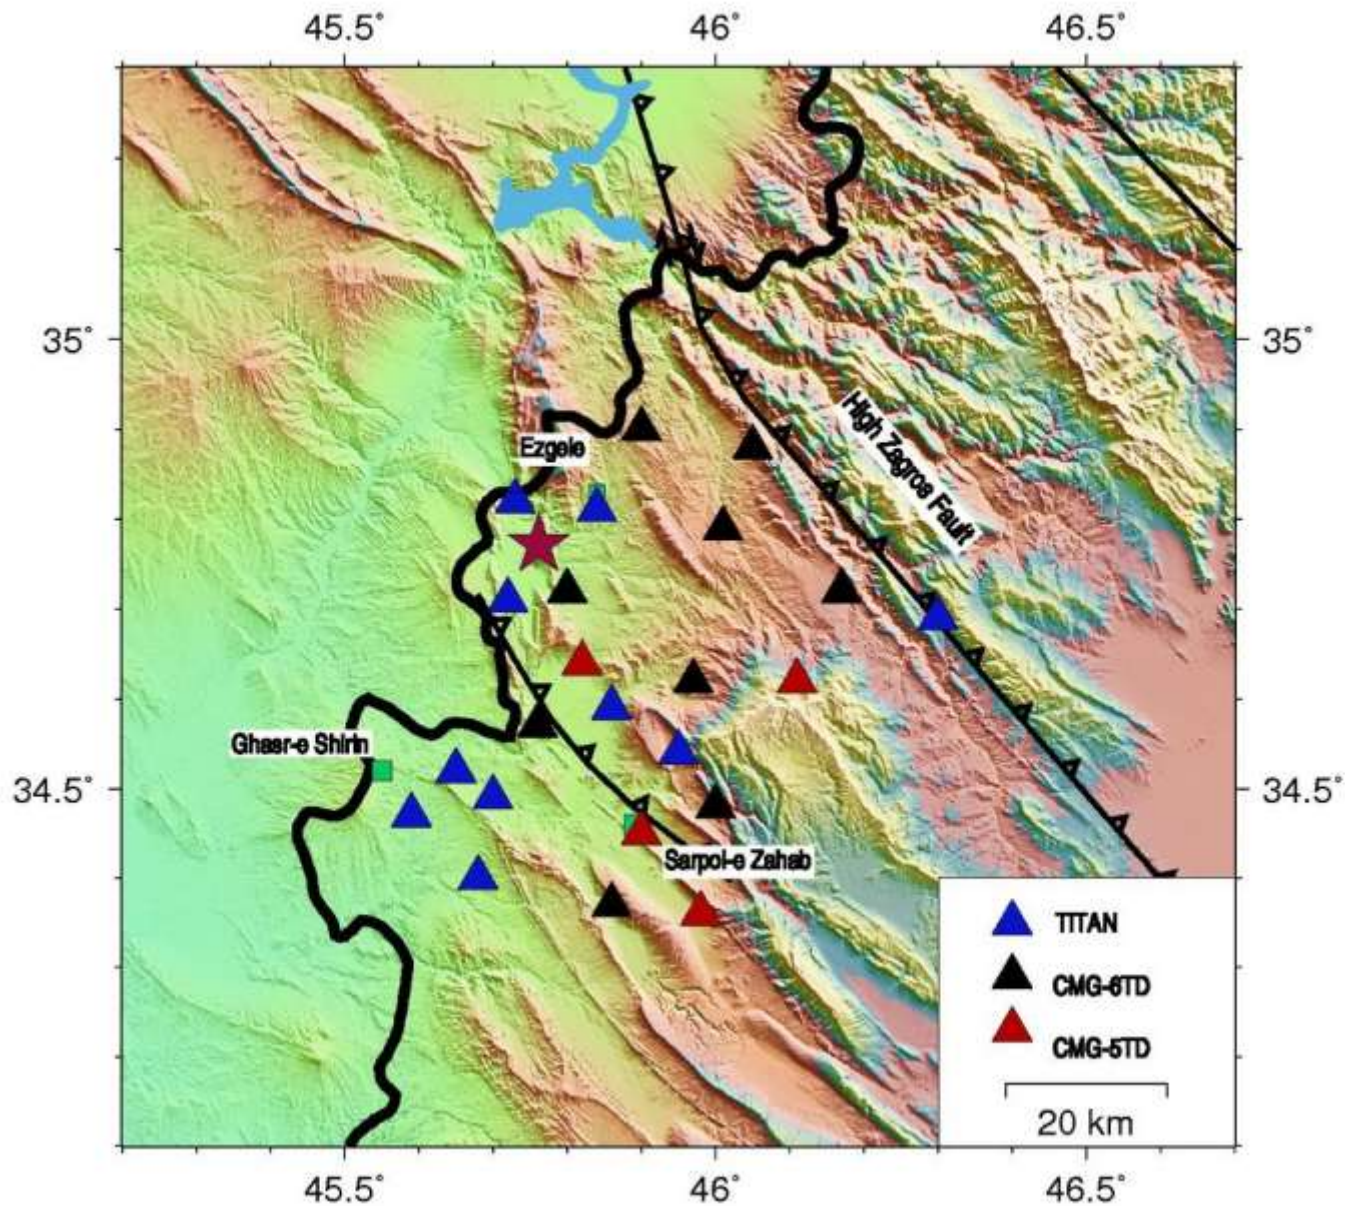 45.5° 46° 46.5°
35° 35°
High Zagros Fault
Ezgele
Ghasr-e Shirin
34.5° 34.5°
Sarpol-e Zahab
TITAN
CMG-6TD
CMG-5TD
20 km
45.5° 46° 46.5°